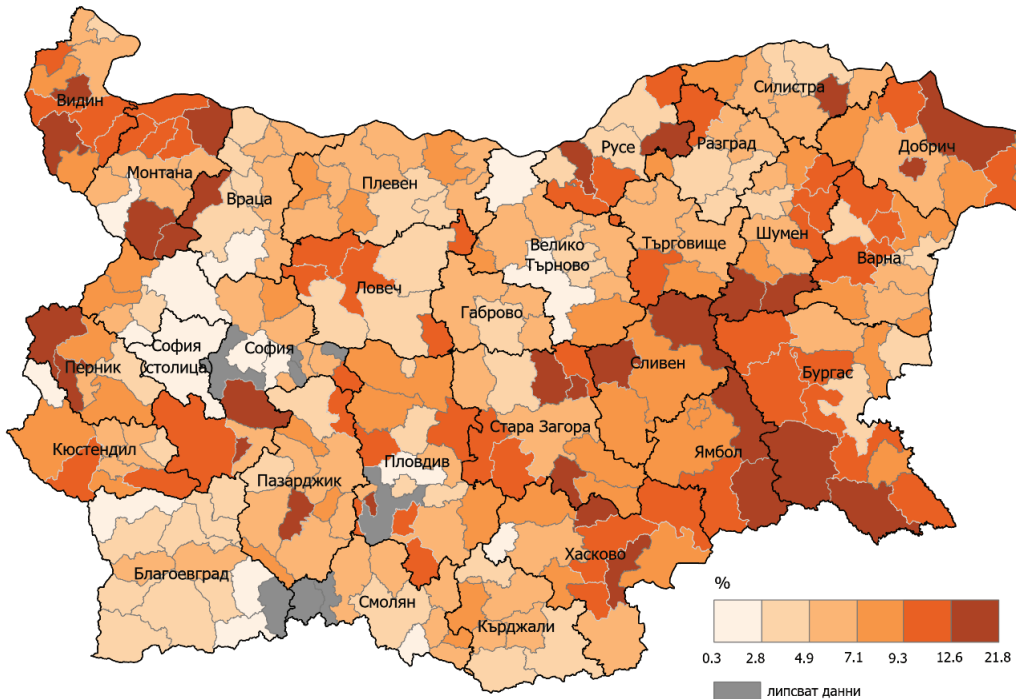 Видин
Монтана
Враца
Плевен
Русе
Силистра
Разград
Добрич
Велико
Търново
Търговище
Шумен
Варна
Ловеч
Габрово
София
(столица)
София
Перник
Сливен
Бургас
Кюстендил
Стара Загора
Ямбол
Пловдив
Пазарджик
Хасково
Благоевград
Смолян
Кърджали
%
0.3 2.8 4.9 7.1 9.3 12.6 21.8
липсват данни